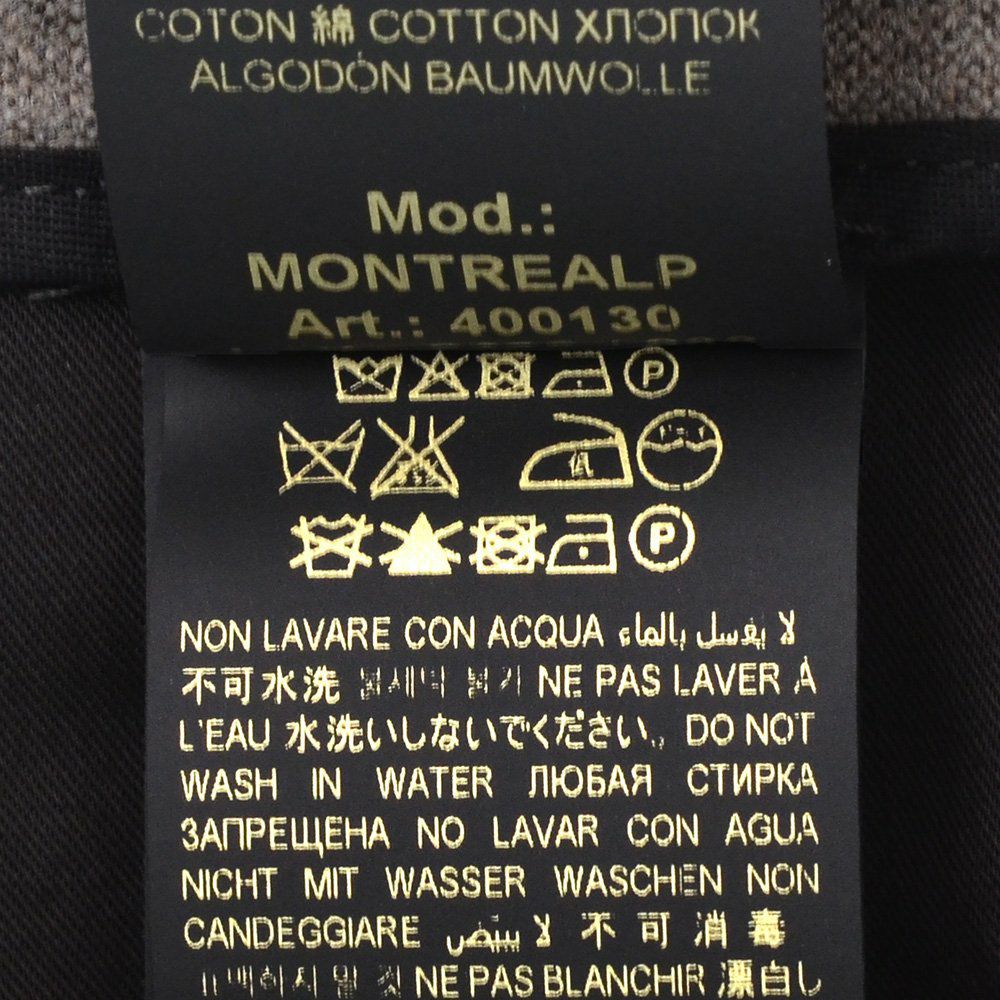 COTON 綿 COTTON ХЛОПОК
ALGODÓN BAUMWOLLE
Mod.:
MONTREALP
Art.: 400130
P
低
P
NON LAVARE CON ACQUA لا يغسل بالماء
不可水洗 NE PAS LAVER À
L'EAU 水洗いしないでください。 DO NOT
WASH IN WATER ЛЮБАЯ СТИРКА
ЗАПРЕЩЕНА NO LAVAR CON AGUA
NICHT MIT WASSER WASCHEN NON
CANDEGGIARE لا 不可消毒
NE PAS BLANCHIR 漂白し